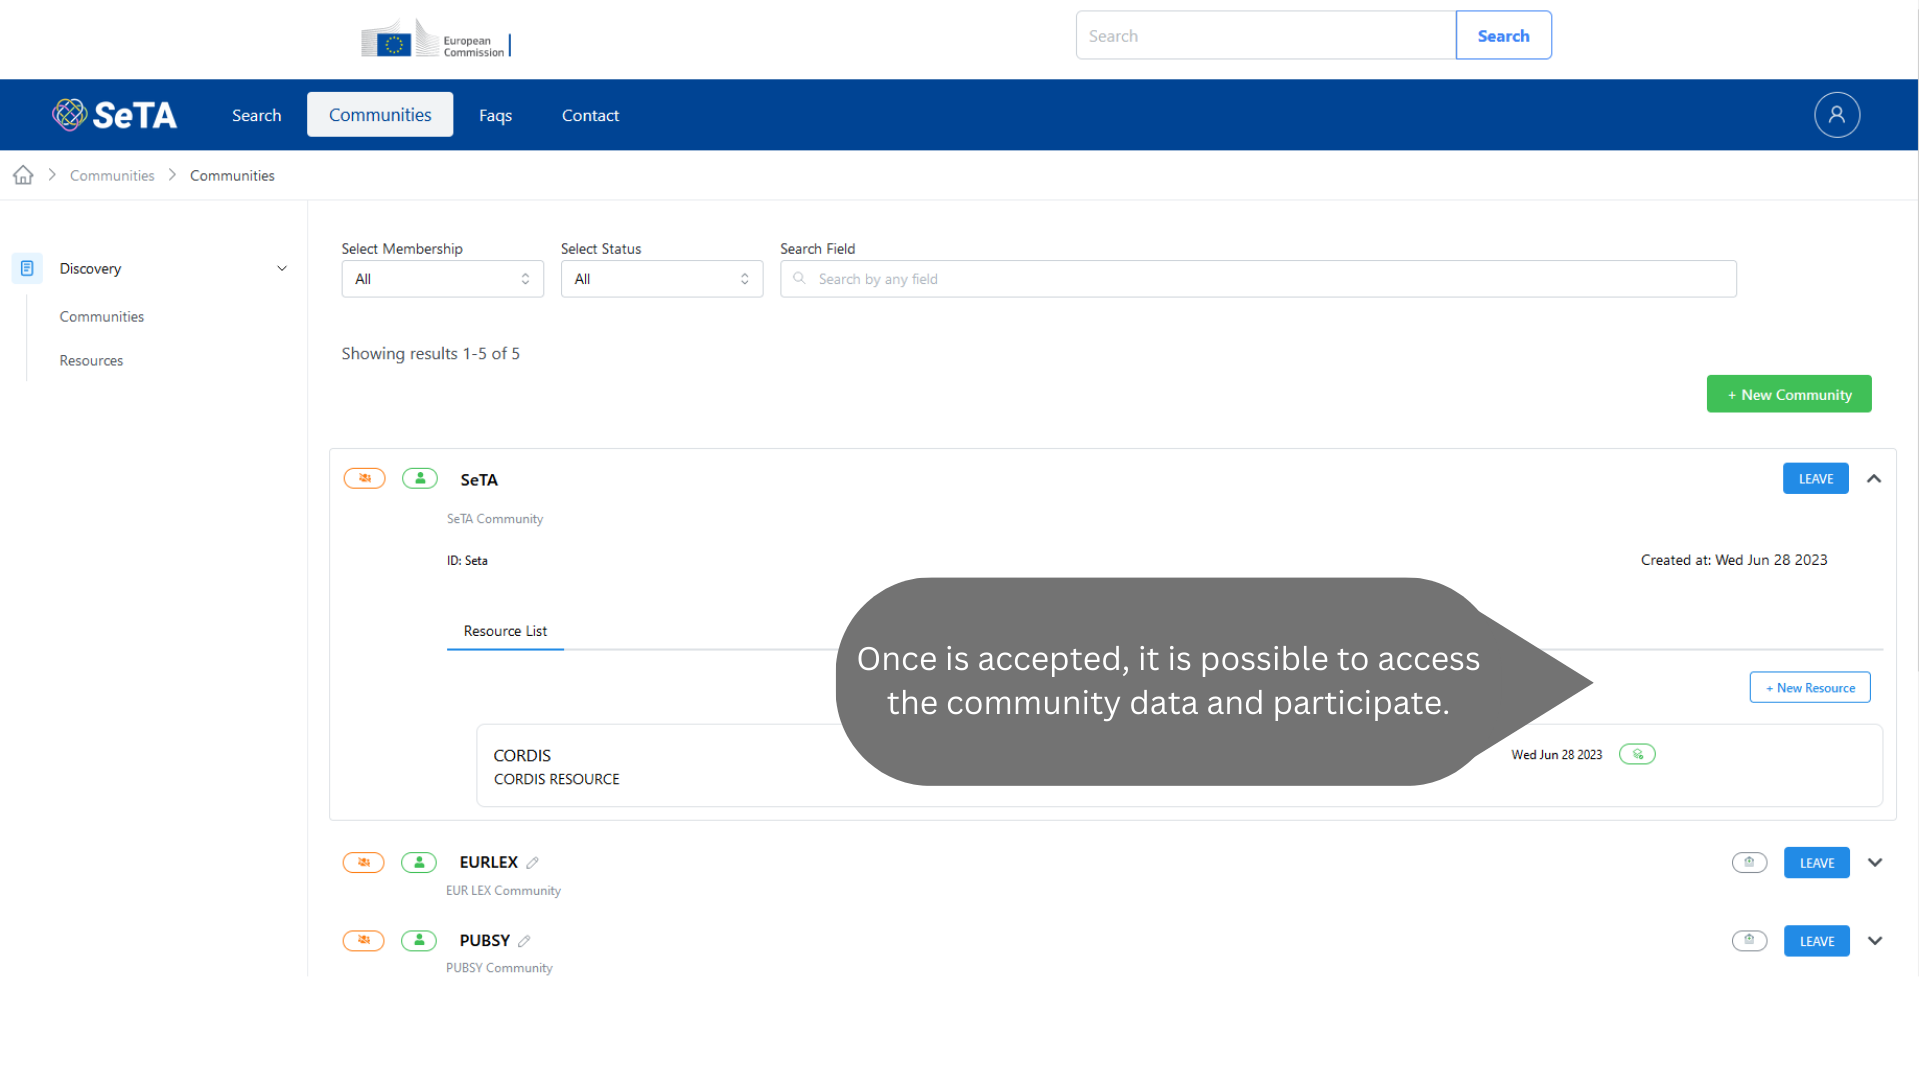 European
Commission
Search
Search
SeTA
Search
Communities
Faqs
Contact
Communities
Communities
Discovery
Communities
Resources
Select Membership
Select Status
Search Field
All
All
Search by any field
Showing results 1-5 of 5
+ New Community
SeTA
LEAVE
SeTA Community
ID: Seta
Created at: Wed Jun 28 2023
Resource List
Once is accepted, it is possible to access
the community data and participate.
+ New Resource
CORDIS
Wed Jun 28 2023
CORDIS RESOURCE
EURLEX
LEAVE
EUR LEX Community
PUBSY
LEAVE
PUBSY Community